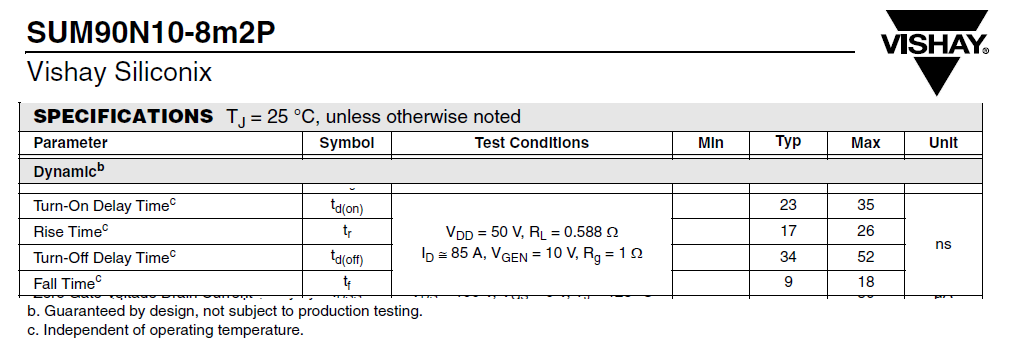 SUM90N10-8m2P
VISHAY®
Vishay Siliconix
SPECIFICATIONS TJ = 25 °C, unless otherwise noted
Parameter Symbol Test Conditions Min Typ Max Unit
Dynamicb
Turn-On Delay Timec td(on) 23 35
Rise Timec tr VDD = 50 V, RL = 0.588 Ω 17 26
ns
Turn-Off Delay Timec td(off) ID ≅ 85 A, VGEN = 10 V, Rg = 1 Ω 34 52
Fall Timec tf 9 18
b. Guaranteed by design, not subject to production testing.
c. Independent of operating temperature.